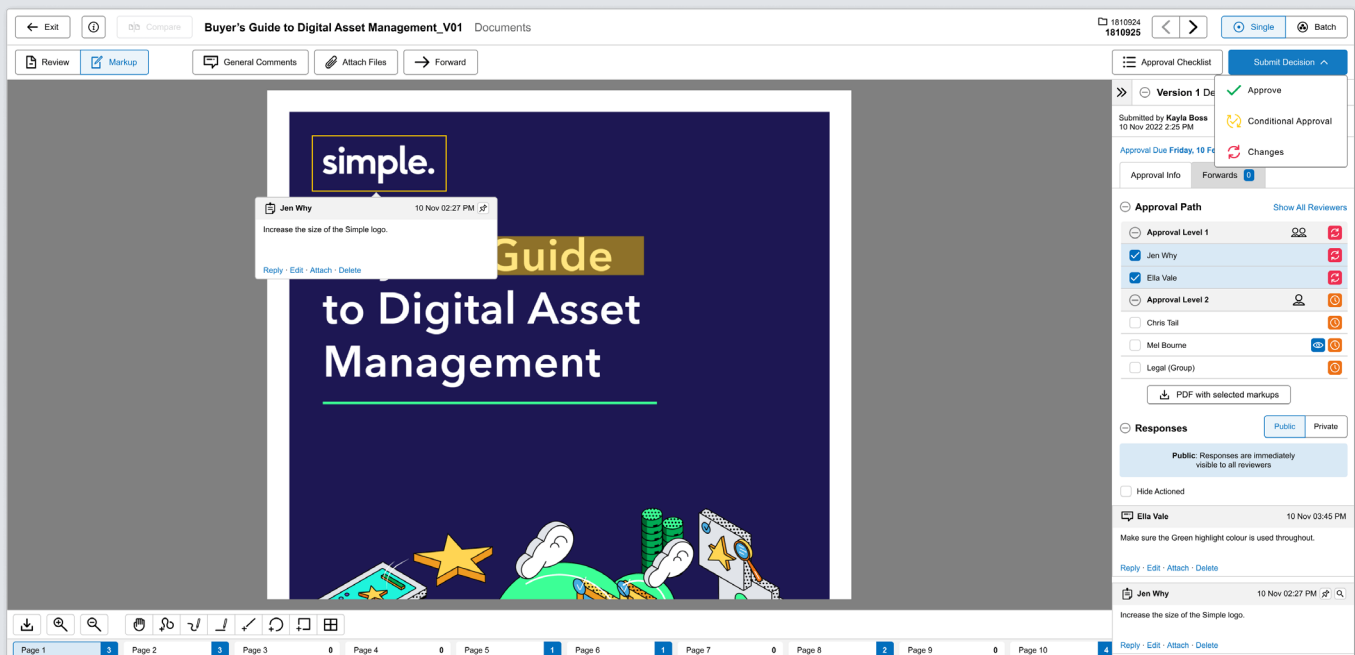 Exit
Compare
Buyer's Guide to Digital Asset Management_V01 Documents
1810924
1810925
Single
Batch
Review
Markup
General Comments
Attach Files
Forward
Approval Checklist
Submit Decision
Approve
Conditional Approval
Changes
Version 1 De
Submitted by Kayla Boss
10 Nov 2022 2:25 PM
Approval Due Friday, 10 Fe
Approval Info
Forwards 0
Approval Path
Show All Reviewers
Approval Level 1
Jen Why
Ella Vale
Approval Level 2
Chris Tail
Mel Bourne
Legal (Group)
PDF with selected markups
Responses
Public
Private
Public: Responses are immediately
visible to all reviewers
Hide Actioned
Ella Vale 10 Nov 03:45 PM
Make sure the Green highlight colour is used throughout.
Reply · Edit · Attach · Delete
Jen Why 10 Nov 02:27 PM
Increase the size of the Simple logo.
Reply · Edit · Attach · Delete
simple.
Jen Why 10 Nov 02:27 PM
Increase the size of the Simple logo.
Reply · Edit · Attach · Delete
Guide
to Digital Asset
Management
Page 1 3
Page 2 3
Page 3 0
Page 4 0
Page 5 1
Page 6 1
Page 7 0
Page 8 2
Page 9 0
Page 10 4